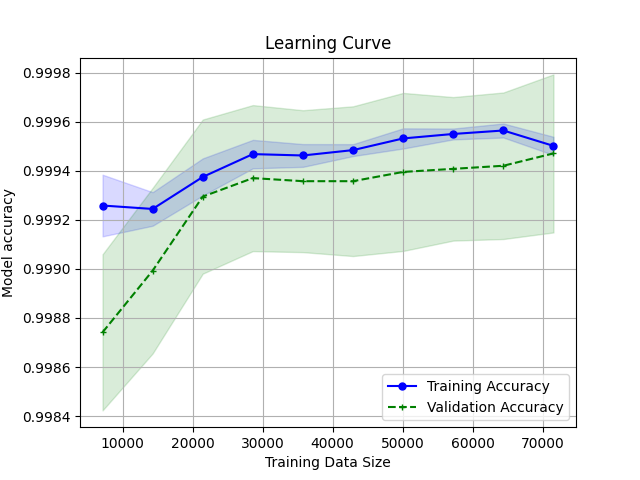 Learning Curve
Model accuracy
0.9998
0.9996
0.9994
0.9992
0.9990
0.9988
0.9986
0.9984
10000 20000 30000 40000 50000 60000 70000
Training Data Size
Training Accuracy
Validation Accuracy